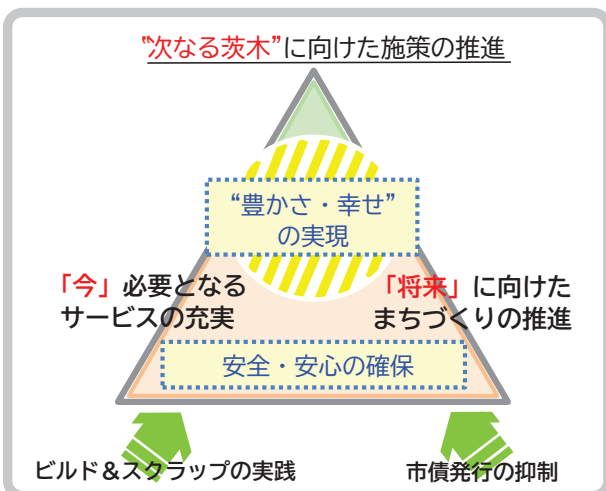 “次なる茨木”に向けた施策の推進
“豊かさ・幸せ”
の実現
「今」必要となる
サービスの充実
「将来」に向けた
まちづくりの推進
安全・安心の確保
ビルド＆スクラップの実践
市債発行の抑制